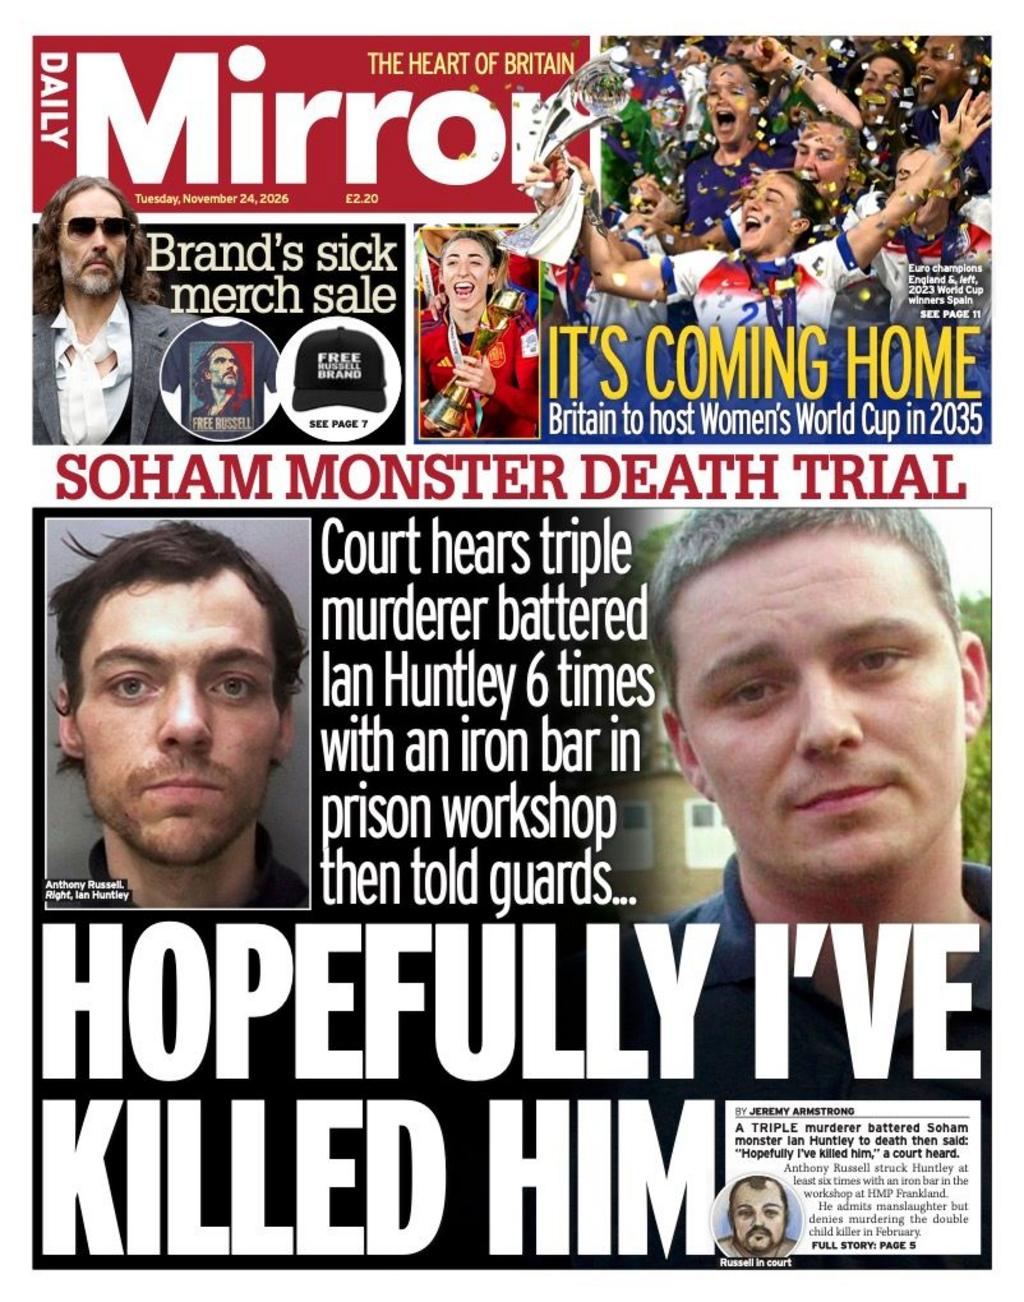 DAILY
Mirror
THE HEART OF BRITAIN
Tuesday, November 24, 2026 £2.20
Brand's sick
merch sale
FREE RUSSELL
FREE
RUSSELL
BRAND
SEE PAGE 7
Euro champions
England &, left,
2023 World Cup
winners Spain
SEE PAGE 11
IT'S COMING HOME
Britain to host Women's World Cup in 2035
SOHAM MONSTER DEATH TRIAL
Court hears triple
murderer battered
Ian Huntley 6 times
with an iron bar in
prison workshop
then told guards...
Anthony Russell.
Right, Ian Huntley
HOPEFULLY I'VE
KILLED HIM
BY JEREMY ARMSTRONG
A TRIPLE murderer battered Soham
monster Ian Huntley to death then said:
"Hopefully I've killed him," a court heard.
Anthony Russell struck Huntley at
least six times with an iron bar in the
workshop at HMP Frankland.
He admits manslaughter but
denies murdering the double
child killer in February.
FULL STORY: PAGE 5
Russell in court